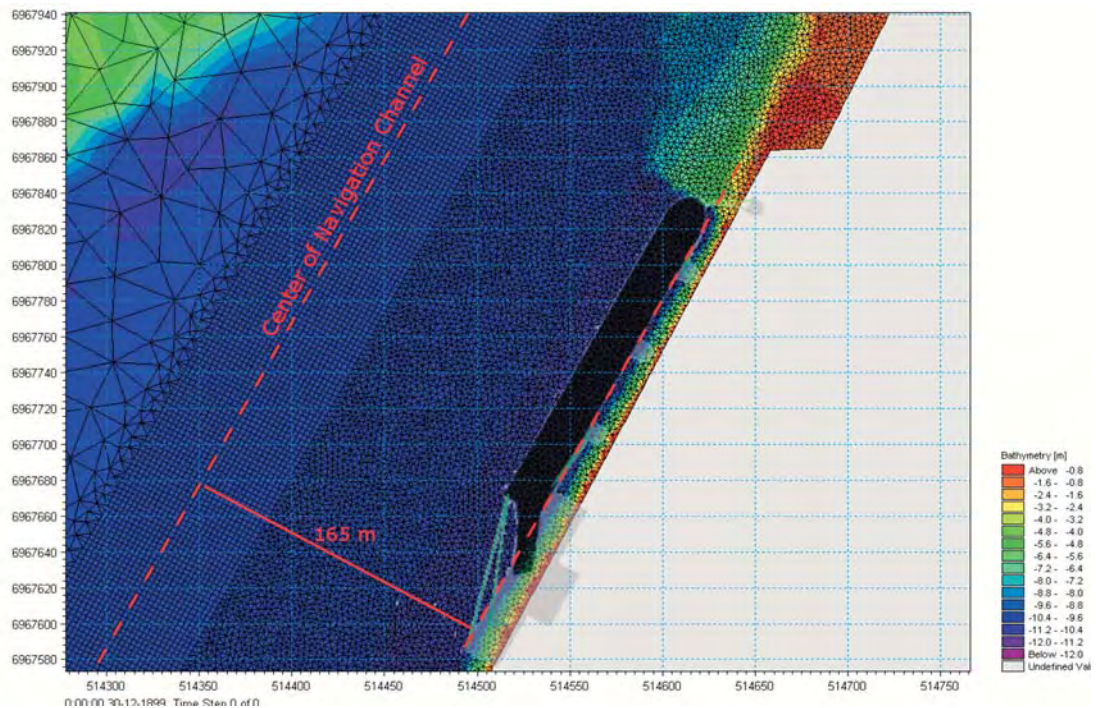 6967940
6967920
6967900
6967880
6967860
6967840
6967820
6967800
6967780
6967760
6967740
6967720
6967700
6967680
6967660
6967640
6967620
6967600
6967580
Center of Navigation Channel
165 m
514300
514350
514400
514450
514500
514550
514600
514650
514700
514750
0:00:00 30-12-1899 Time Step 0 of 0
Bathymetry [m]
Above -0.8
-1.6 - -0.8
-2.4 - -1.6
-3.2 - -2.4
-4.0 - -3.2
-4.8 - -4.0
-5.6 - -4.8
-6.4 - -5.6
-7.2 - -6.4
-8.0 - -7.2
-8.8 - -8.0
-9.6 - -8.8
-10.4 - -9.6
-11.2 - -10.4
-12.0 - -11.2
Below -12.0
Undefined Val